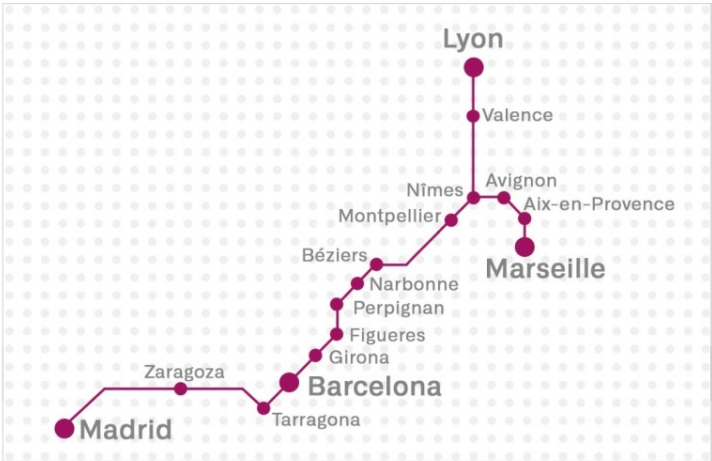 Lyon
Valence
Nîmes
Avignon
Aix-en-Provence
Montpellier
Marseille
Béziers
Narbonne
Perpignan
Figueres
Girona
Zaragoza
Barcelona
Tarragona
Madrid